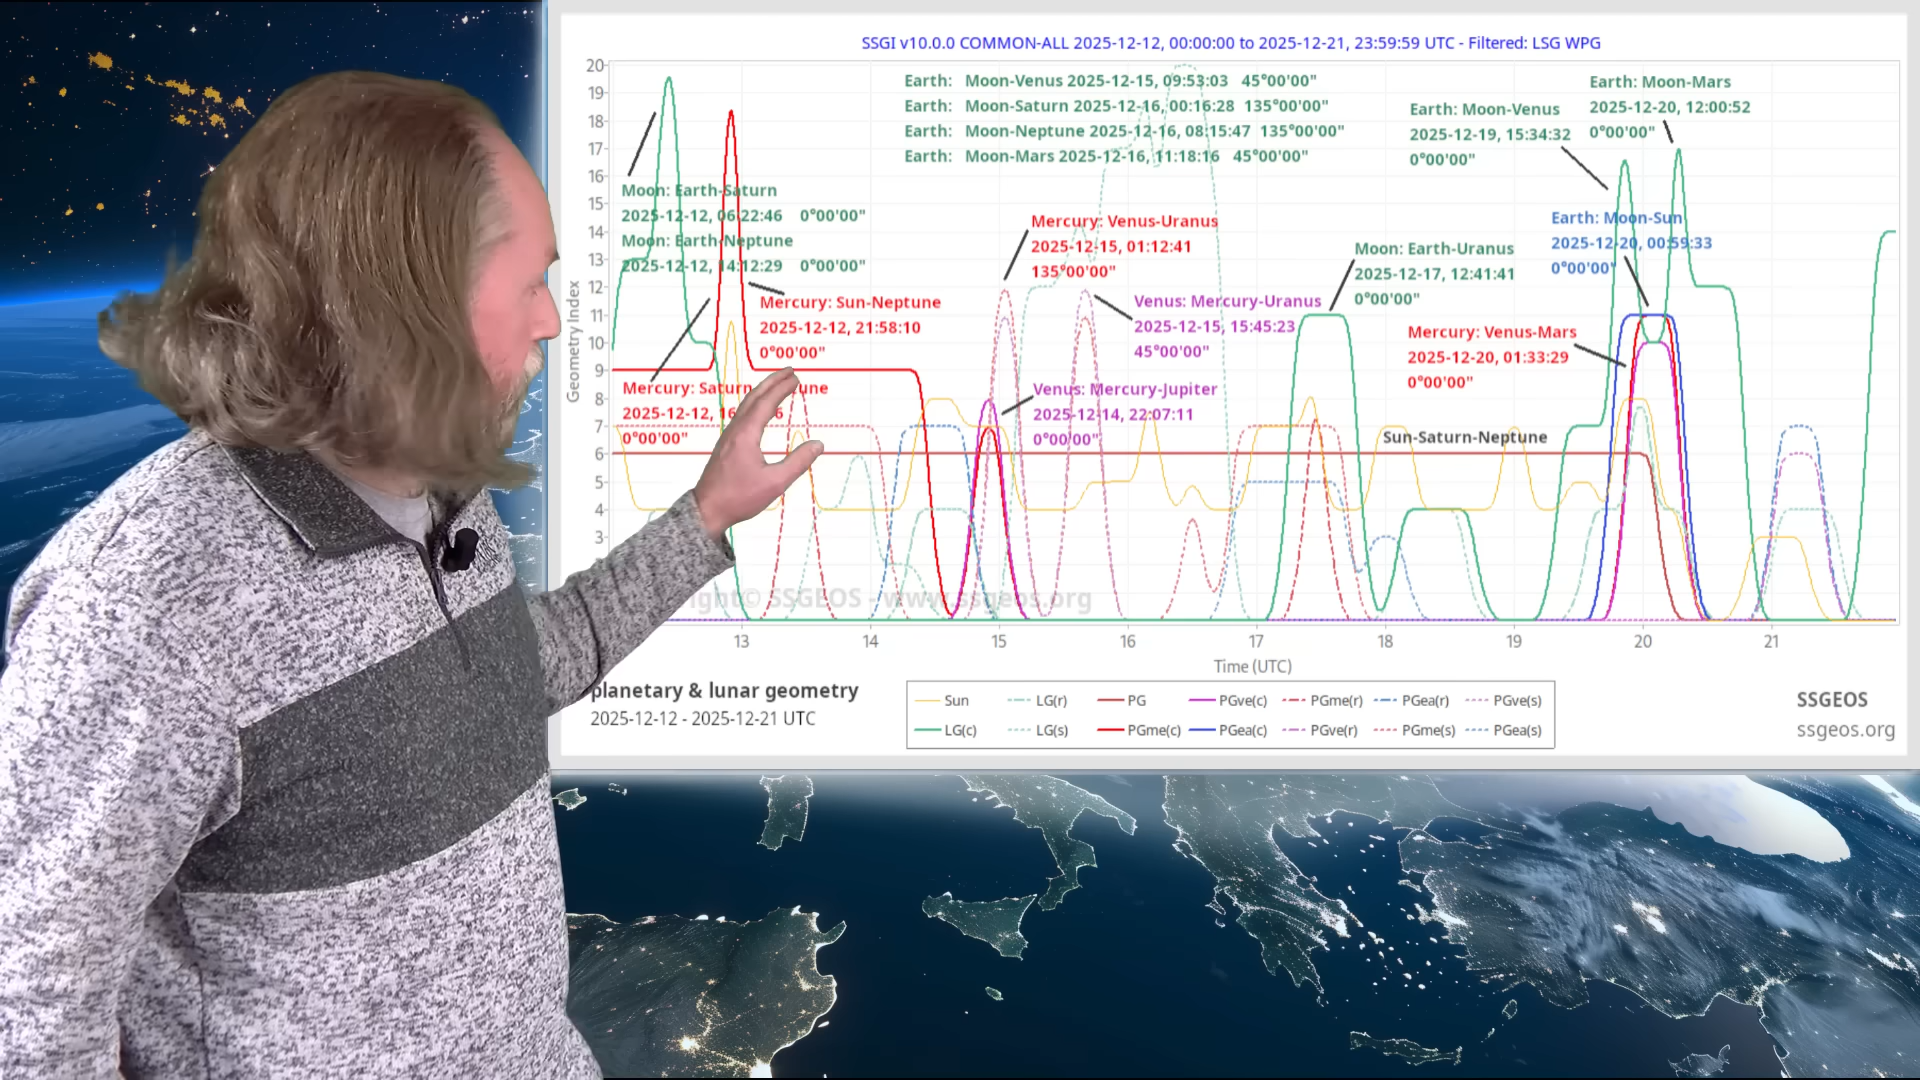 SSGI v10.0.0 COMMON-ALL 2025-12-12, 00:00:00 to 2025-12-21, 23:59:59 UTC - Filtered: LSG WPG
20
19
18
17
16
15
14
13
12
11
10
9
8
7
6
5
4
3
Geometry Index
Earth: Moon-Venus 2025-12-15, 09:53:03 45°00'00"
Earth: Moon-Saturn 2025-12-16, 00:16:28 135°00'00"
Earth: Moon-Neptune 2025-12-16, 08:15:47 135°00'00"
Earth: Moon-Mars 2025-12-16, 11:18:16 45°00'00"
Earth: Moon-Mars
2025-12-20, 12:00:52
0°00'00"
Earth: Moon-Venus
2025-12-19, 15:34:32
0°00'00"
Moon: Earth-Saturn
2025-12-12, 06:22:46 0°00'00"
Moon: Earth-Neptune
2025-12-12, 14:12:29 0°00'00"
Mercury: Venus-Uranus
2025-12-15, 01:12:41
135°00'00"
Earth: Moon-Sun
2025-12-20, 00:59:33
0°00'00"
Moon: Earth-Uranus
2025-12-17, 12:41:41
0°00'00"
Mercury: Sun-Neptune
2025-12-12, 21:58:10
0°00'00"
Venus: Mercury-Uranus
2025-12-15, 15:45:23
45°00'00"
Mercury: Venus-Mars
2025-12-20, 01:33:29
0°00'00"
Mercury: Saturn
2025-12-12, 16
0°00'00"
Venus: Mercury-Jupiter
2025-12-14, 22:07:11
0°00'00"
Sun-Saturn-Neptune
© SSGEOS - www.ssgeos.org
13 14 15 16 17 18 19 20 21
Time (UTC)
planetary & lunar geometry
2025-12-12 - 2025-12-21 UTC
Sun LG(r) PG PGve(c) PGme(r) PGea(r) PGve(s)
LG(c) LG(s) PGme(c) PGea(c) PGve(r) PGme(s) PGea(s)
SSGEOS
ssgeos.org